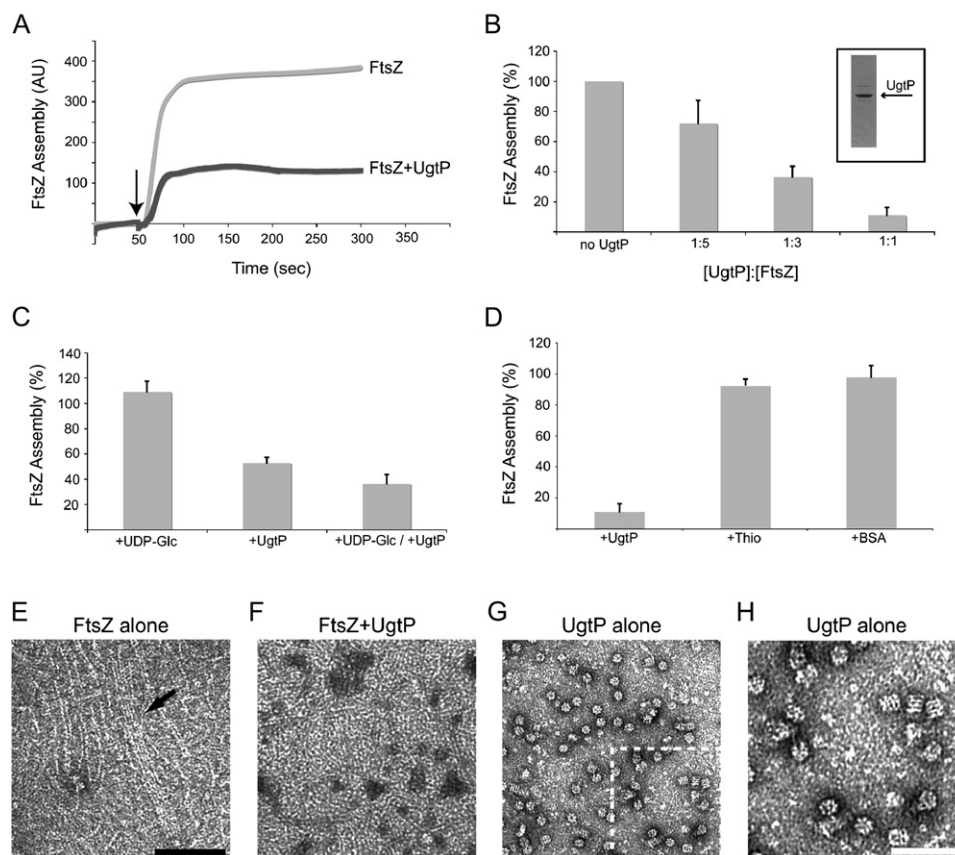 A
FtsZ Assembly (AU)
400
300
200
100
FtsZ
FtsZ+UgtP
50
100
150
200
250
300
350
400
Time (sec)
B
FtsZ Assembly (%)
120
100
80
60
40
20
UgtP
no UgtP
1:5
1:3
1:1
[UgtP]:[FtsZ]
C
FtsZ Assembly (%)
140
120
100
80
60
40
20
+UDP-Glc
+UgtP
+UDP-Glc / +UgtP
D
FtsZ Assembly (%)
120
100
80
60
40
20
+UgtP
+Thio
+BSA
E
FtsZ alone
F
FtsZ+UgtP
G
UgtP alone
H
UgtP alone